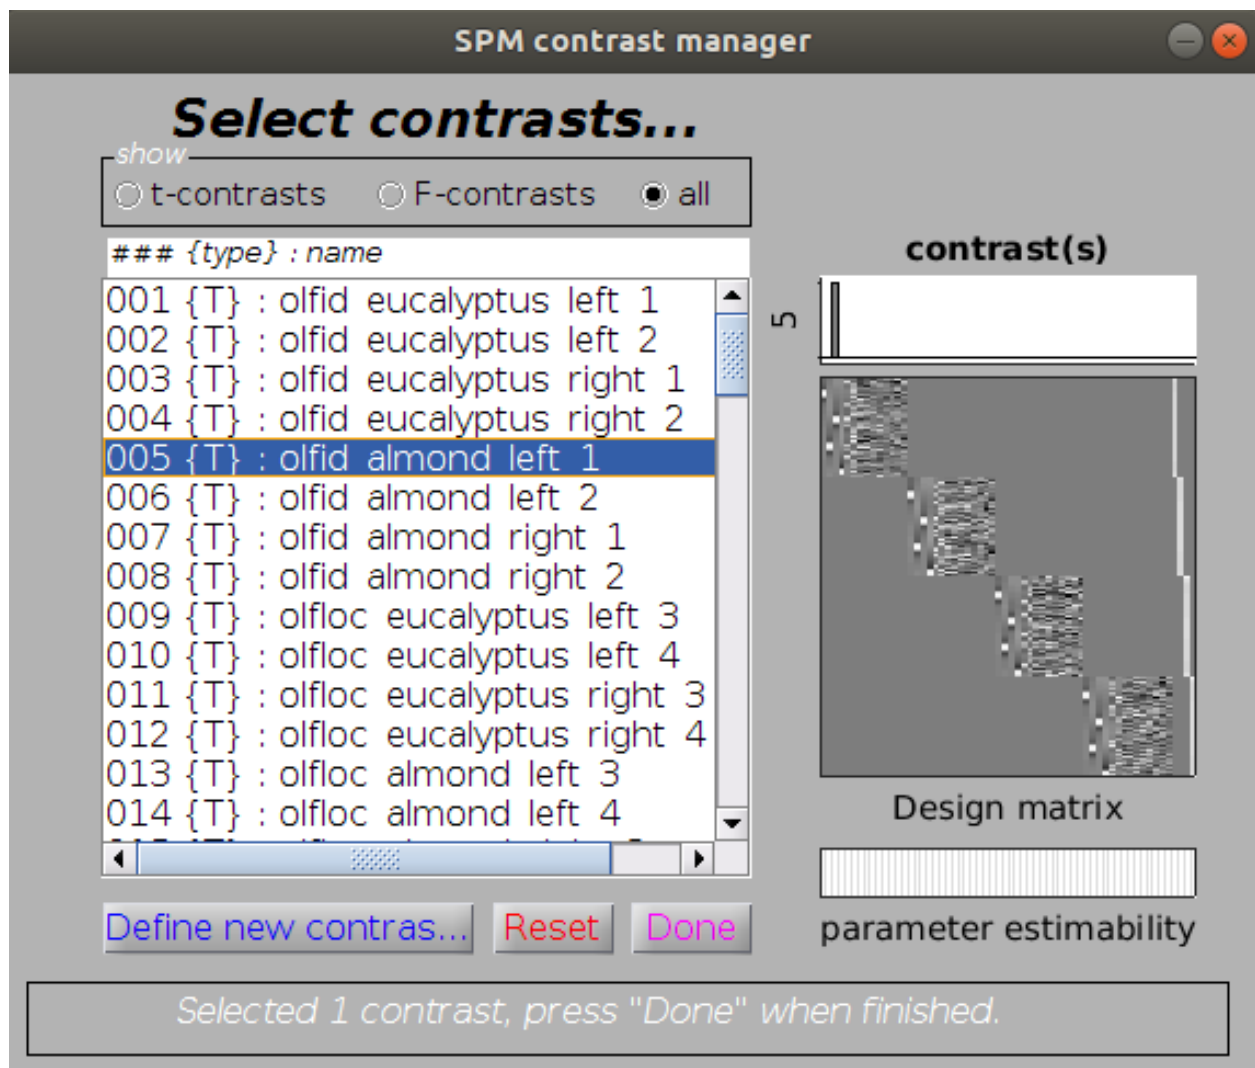 SPM contrast manager
Select contrasts...
show
t-contrasts F-contrasts all
### {type} : name
001 {T} : olfid eucalyptus left 1
002 {T} : olfid eucalyptus left 2
003 {T} : olfid eucalyptus right 1
004 {T} : olfid eucalyptus right 2
005 {T} : olfid almond left 1
006 {T} : olfid almond left 2
007 {T} : olfid almond right 1
008 {T} : olfid almond right 2
009 {T} : olfloc eucalyptus left 3
010 {T} : olfloc eucalyptus left 4
011 {T} : olfloc eucalyptus right 3
012 {T} : olfloc eucalyptus right 4
013 {T} : olfloc almond left 3
014 {T} : olfloc almond left 4
Define new contras...
Reset
Done
contrast(s)
5
Design matrix
parameter estimability
Selected 1 contrast, press "Done" when finished.